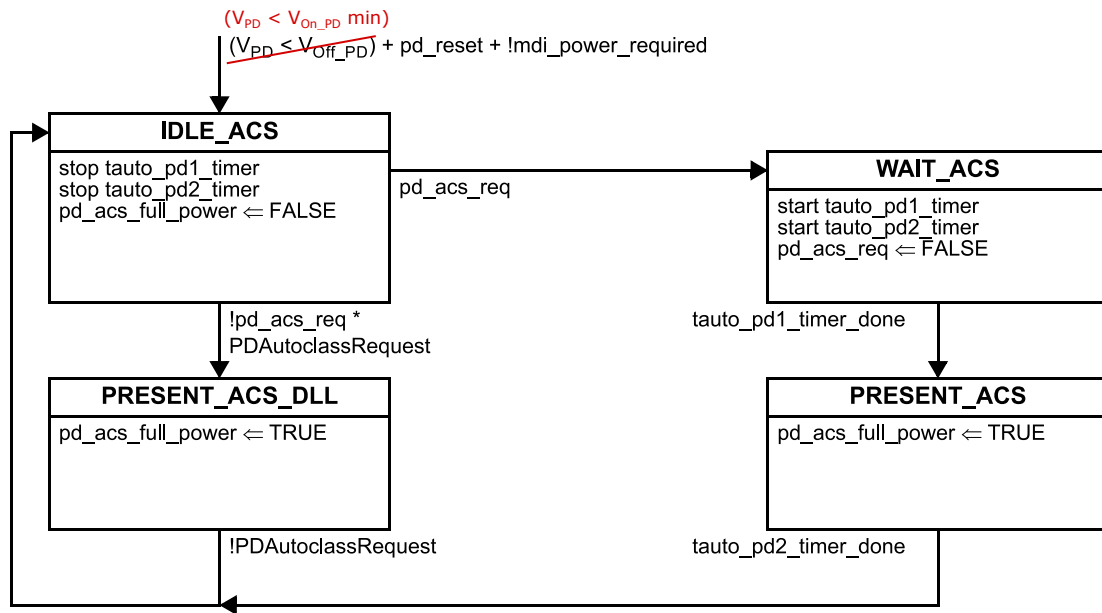 (V_PD < V_On_PD min)
(V_PD < V_Off_PD) + pd_reset + !mdi_power_required
IDLE_ACS
stop tauto_pd1_timer
stop tauto_pd2_timer
pd_acs_full_power ⇐ FALSE
pd_acs_req
WAIT_ACS
start tauto_pd1_timer
start tauto_pd2_timer
pd_acs_req ⇐ FALSE
!pd_acs_req *
PDAutoclassRequest
tauto_pd1_timer_done
PRESENT_ACS_DLL
pd_acs_full_power ⇐ TRUE
PRESENT_ACS
pd_acs_full_power ⇐ TRUE
!PDAutoclassRequest
tauto_pd2_timer_done